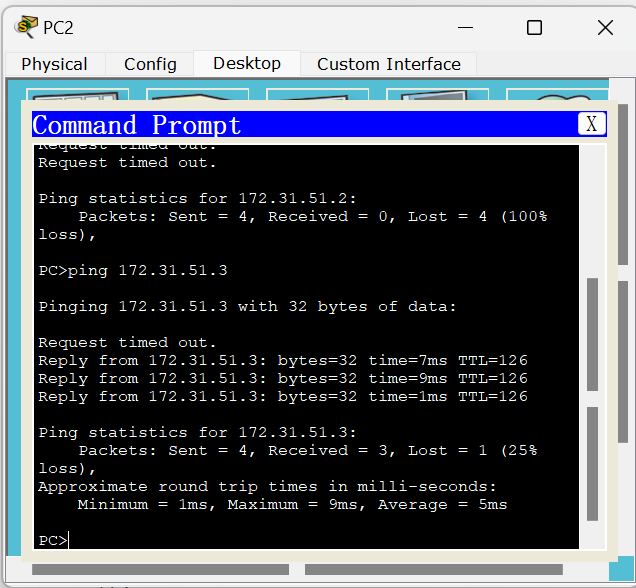 PC2
Physical Config Desktop Custom Interface
Command Prompt X
Request timed out.
Request timed out.
Ping statistics for 172.31.51.2:
Packets: Sent = 4, Received = 0, Lost = 4 (100%
loss),
PC>ping 172.31.51.3
Pinging 172.31.51.3 with 32 bytes of data:
Request timed out.
Reply from 172.31.51.3: bytes=32 time=7ms TTL=126
Reply from 172.31.51.3: bytes=32 time=9ms TTL=126
Reply from 172.31.51.3: bytes=32 time=1ms TTL=126
Ping statistics for 172.31.51.3:
Packets: Sent = 4, Received = 3, Lost = 1 (25%
loss),
Approximate round trip times in milli-seconds:
Minimum = 1ms, Maximum = 9ms, Average = 5ms
PC>